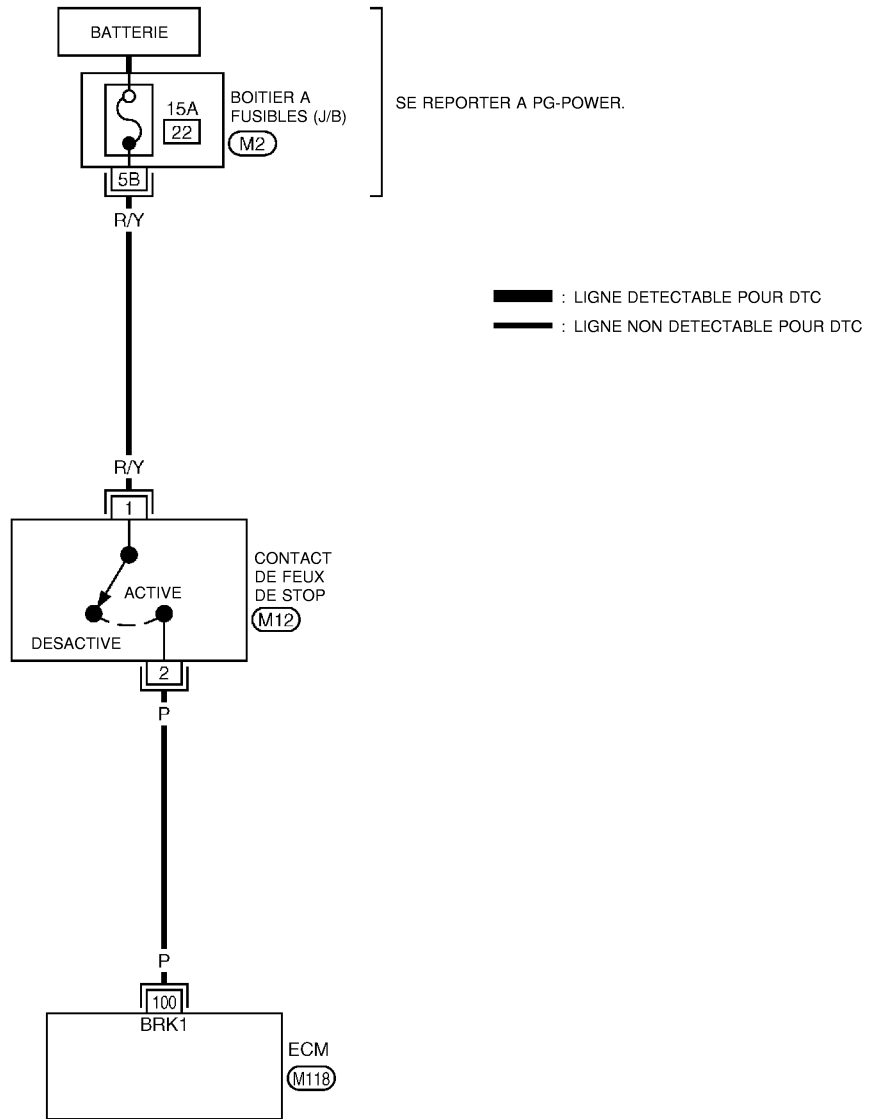 BATTERIE
15A
22
BOITIER A
FUSIBLES (J/B)
M2
SE REPORTER A PG-POWER.
5B
R/Y
: LIGNE DETECTABLE POUR DTC
: LIGNE NON DETECTABLE POUR DTC
R/Y
1
CONTACT
DE FEUX
DE STOP
M12
ACTIVE
DESACTIVE
2
P
P
100
BRK1
ECM
M118